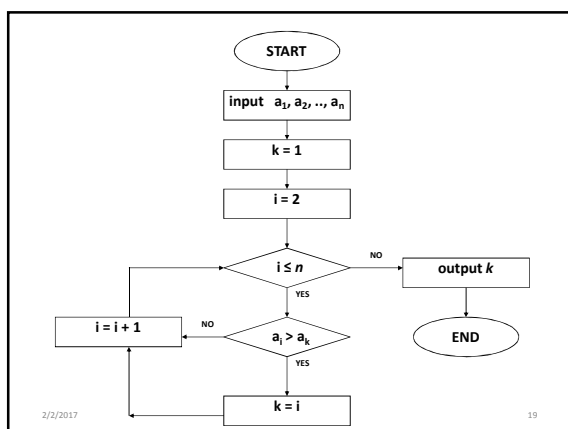 START
input a₁, a₂, .., aₙ
k = 1
i = 2
i ≤ n
NO
output k
YES
END
i = i + 1
NO
aᵢ > aₖ
YES
k = i
2/2/2017
19